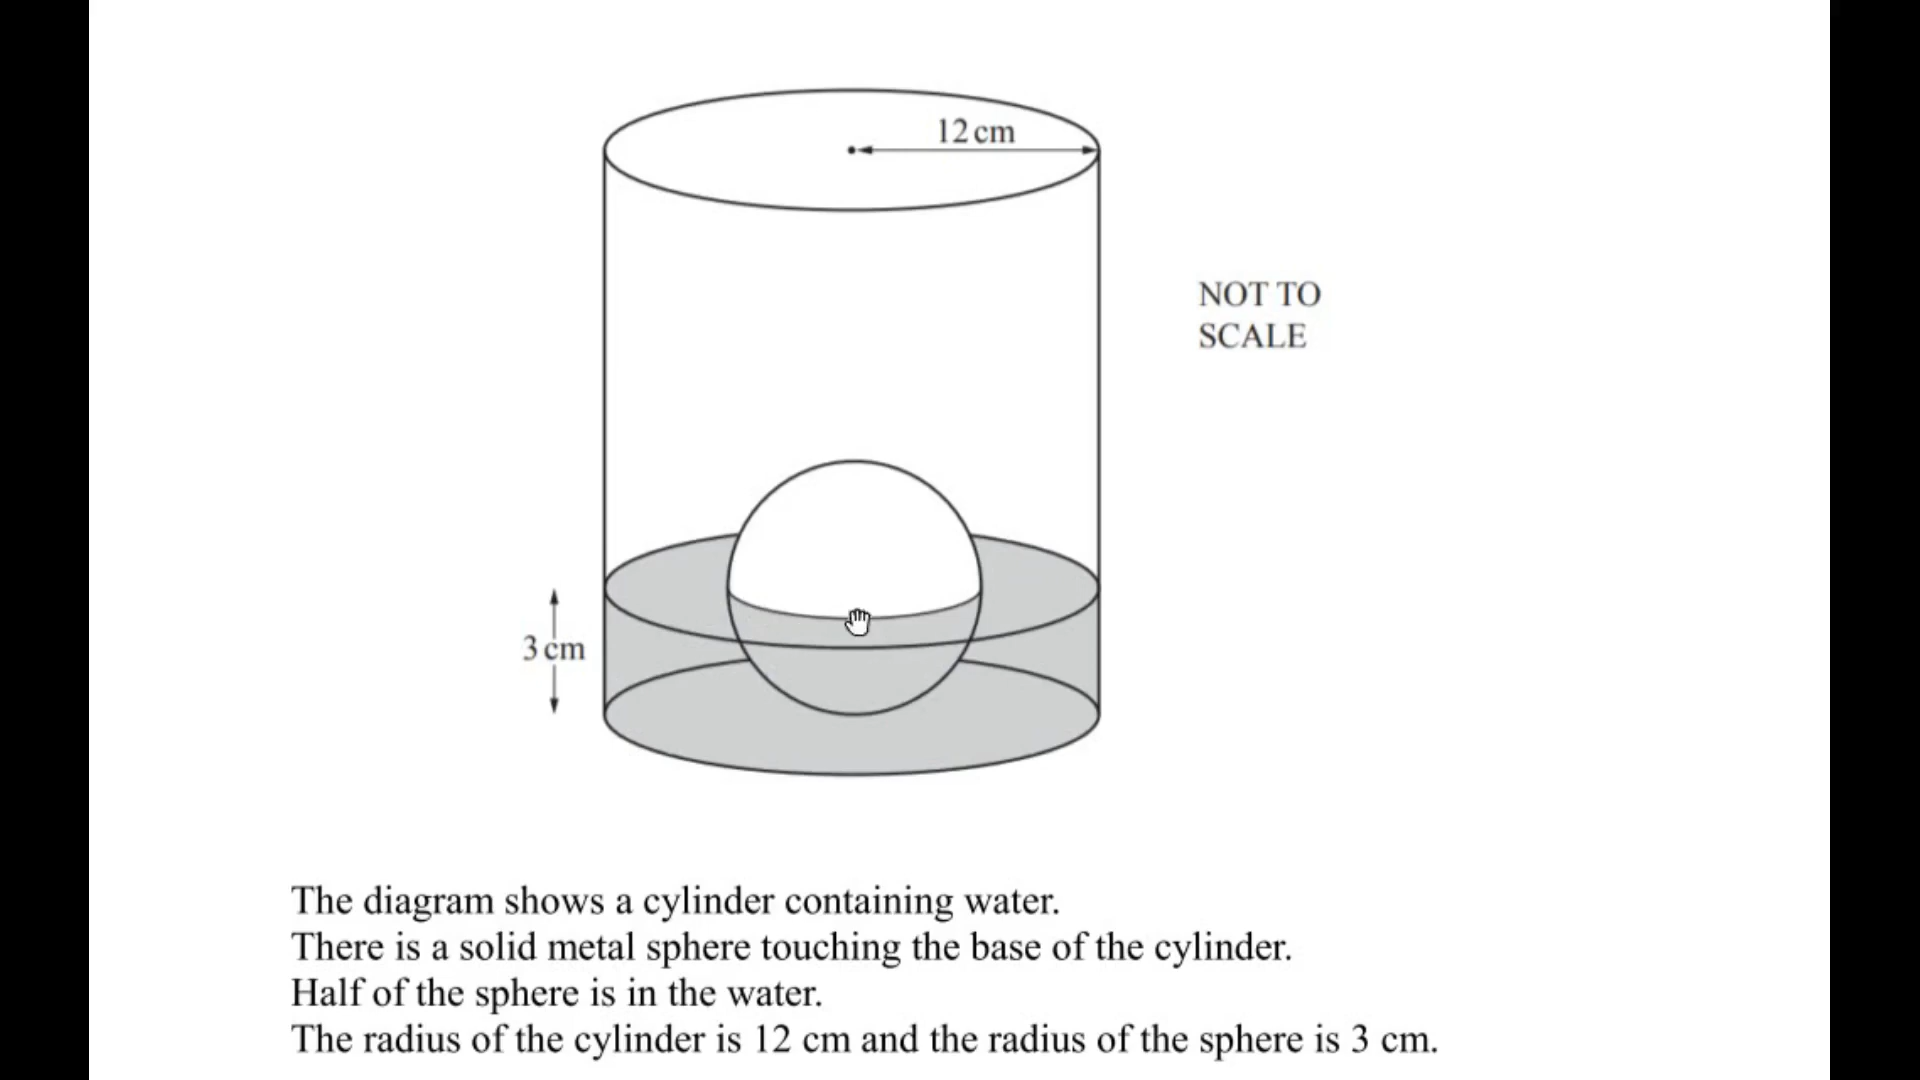 12 cm
NOT TO
SCALE
3 cm
The diagram shows a cylinder containing water.
There is a solid metal sphere touching the base of the cylinder.
Half of the sphere is in the water.
The radius of the cylinder is 12 cm and the radius of the sphere is 3 cm.